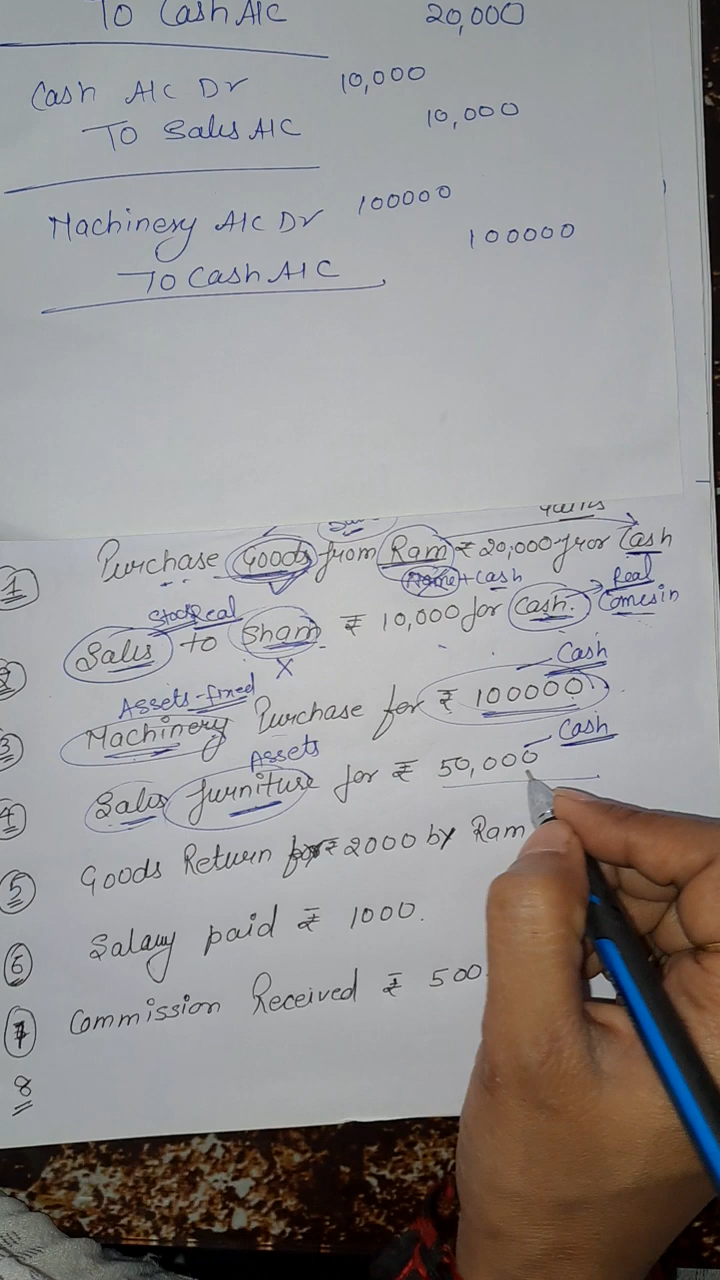 To Cash A/C 20,000
Cash A/C Dr 10,000
To Sales A/C 10,000
Machinery A/C Dr 100000
To Cash A/C 100000
① Purchase Goods from Ram ₹ 20,000 for Cash
+ Cash Real
Stock Real
Sales to Sham ₹ 10,000 for Cash. Comes in
X Cash
Assets-fixed
③ Machinery Purchase for ₹ 100000
Assets Cash
④ Sales furniture for ₹ 50,000
⑤ Goods Return for ₹ 2000 by Ram
⑥ Salary paid ₹ 1000.
⑦ Commission Received ₹ 500
8